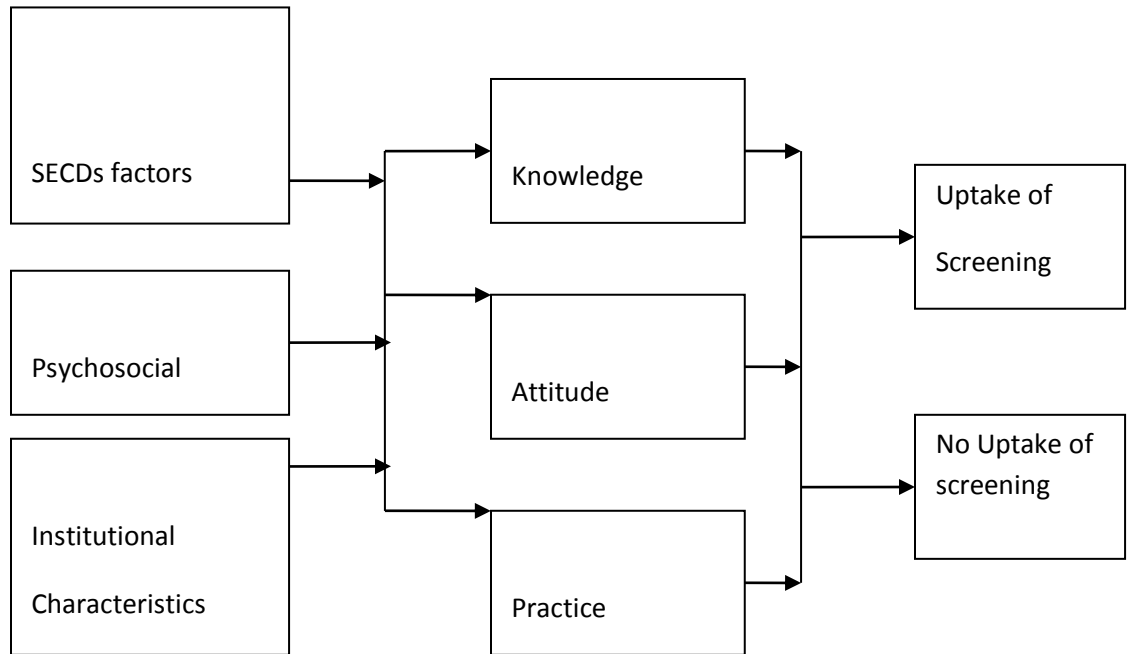 SECDs factors
Psychosocial
Institutional
Characteristics
Knowledge
Attitude
Practice
Uptake of
Screening
No Uptake of
screening